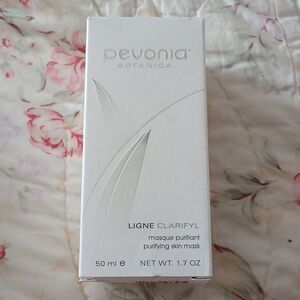 pevonia®
BOTANICA
LIGNE CLARIFYL
masque purifiant
purifying skin mask
50 ml e NET WT. 1.7 OZ